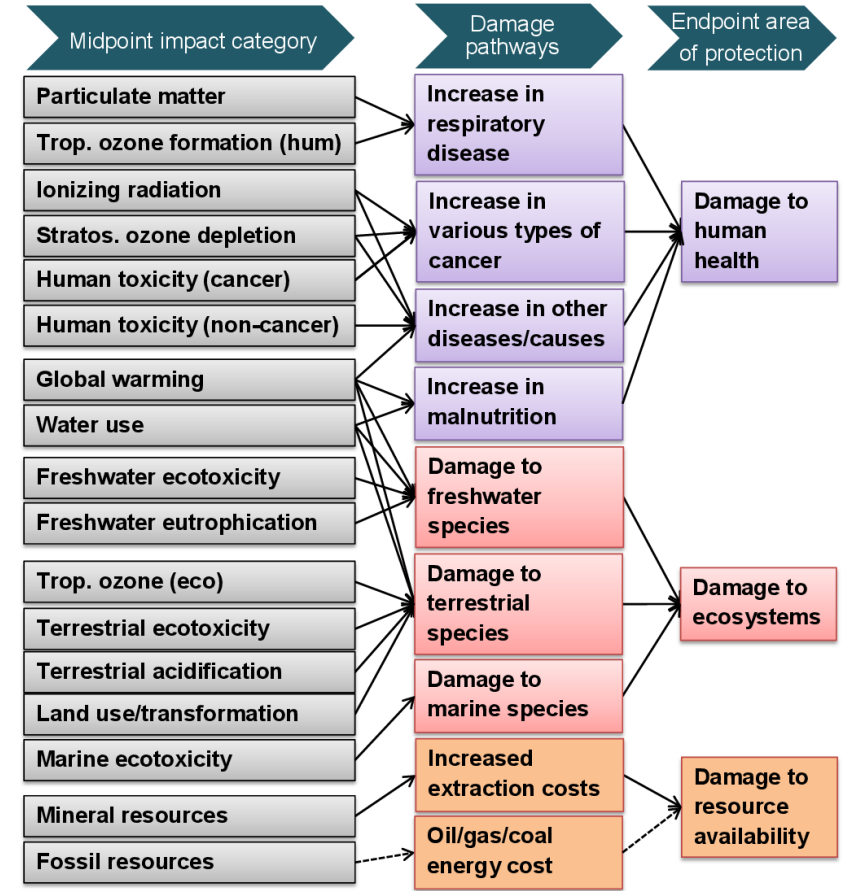 Midpoint impact category
Damage
pathways
Endpoint area
of protection
Particulate matter
Trop. ozone formation (hum)
Ionizing radiation
Stratos. ozone depletion
Human toxicity (cancer)
Human toxicity (non-cancer)
Global warming
Water use
Freshwater ecotoxicity
Freshwater eutrophication
Trop. ozone (eco)
Terrestrial ecotoxicity
Terrestrial acidification
Land use/transformation
Marine ecotoxicity
Mineral resources
Fossil resources
Increase in
respiratory
disease
Increase in
various types of
cancer
Increase in other
diseases/causes
Increase in
malnutrition
Damage to
freshwater
species
Damage to
terrestrial
species
Damage to
marine species
Increased
extraction costs
Oil/gas/coal
energy cost
Damage to
human
health
Damage to
ecosystems
Damage to
resource
availability